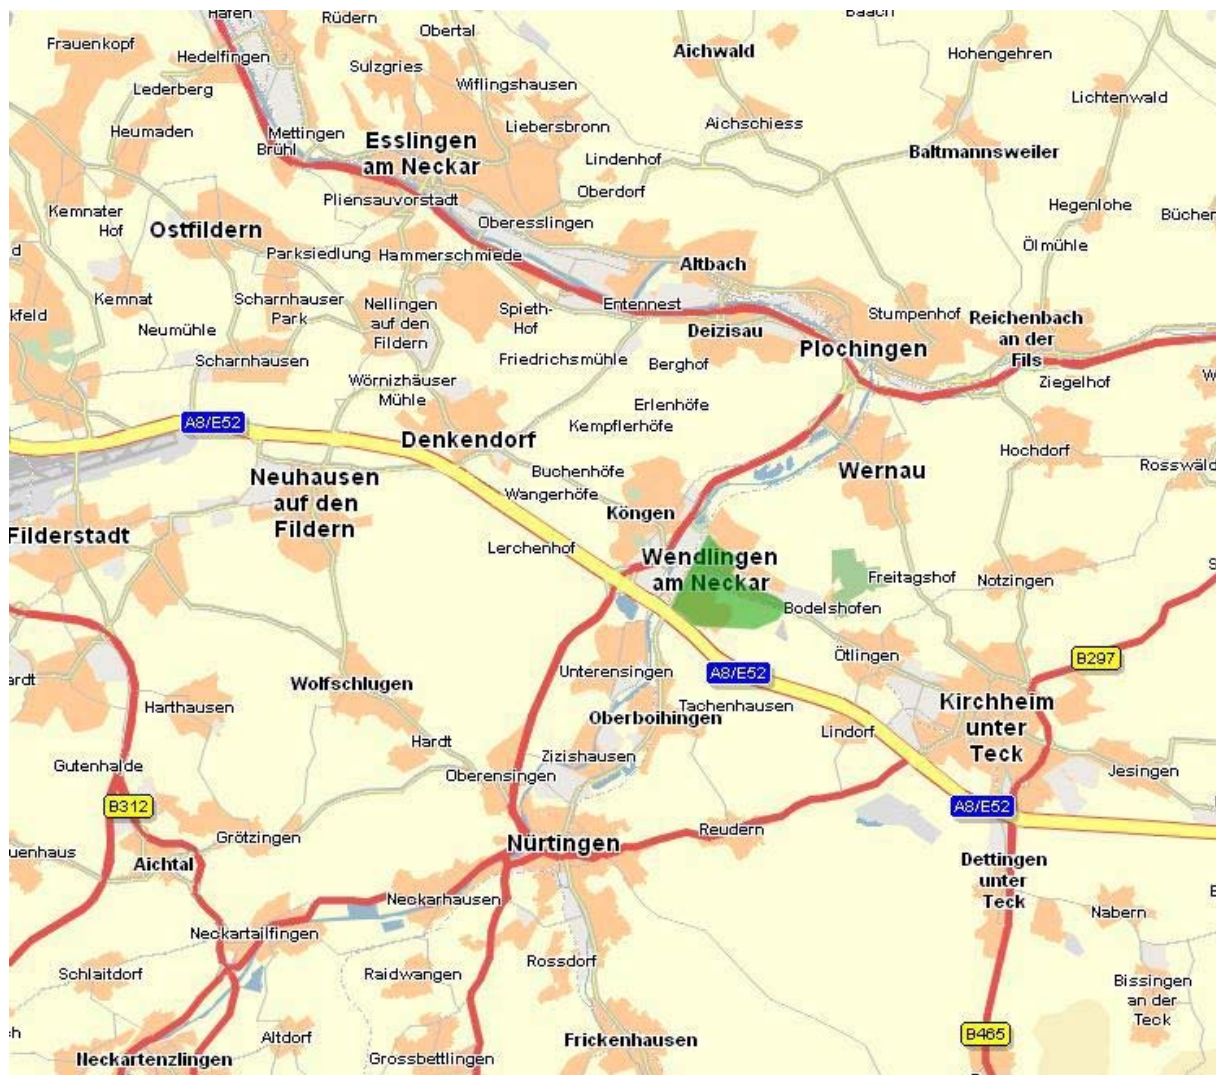 Hafen
Rüdern
Obertal
Baach
Frauenkopf
Hedelfingen
Sulzgries
Aichwald
Hohengehren
Lederberg
Wiflingshausen
Lichtenwald
Heumaden
Mettingen
Brühl
Esslingen
am Neckar
Liebersbronn
Aichschiess
Lindenhof
Baltmannsweiler
Oberdorf
Pliensauvorstadt
Kemnater
Hof
Ostfildern
Oberesslingen
Hegenlohe
Parksiedlung
Hammerschmiede
Altbach
Ölmühle
Kemnat
Scharnhauser
Park
Nellingen
auf den
Fildern
Spieth-
Hof
Entennest
Deizisau
Stumpenhof
Reichenbach
an der
Fils
Neumühle
Scharnhausen
Friedrichsmühle
Berghof
Plochingen
Ziegelhof
Wörnizhäuser
Mühle
Erlenhöfe
Kempflerhöfe
A8/E52
Denkendorf
Hochdorf
Neuhausen
auf den
Fildern
Buchenhöfe
Wangerhöfe
Wernau
Köngen
Filderstadt
Lerchenhof
Wendlingen
am Neckar
Freitagshof
Notzingen
Bodelshofen
Ötlingen
B297
Unterensingen
A8/E52
Wolfschlugen
Harthausen
Tachenhausen
Kirchheim
unter
Teck
Oberboihingen
Lindorf
Hardt
Zizishausen
Gutenhalde
Oberensingen
Jesingen
B312
A8/E52
Grötzingen
Nürtingen
Reudern
Aichtal
Dettingen
unter
Teck
Neckarhausen
Nabern
Neckartailfingen
Schlaitdorf
Raidwangen
Rossdorf
Bissingen
an der
Teck
Altdorf
Frickenhausen
B465
Neckartenzlingen
Grossbettlingen